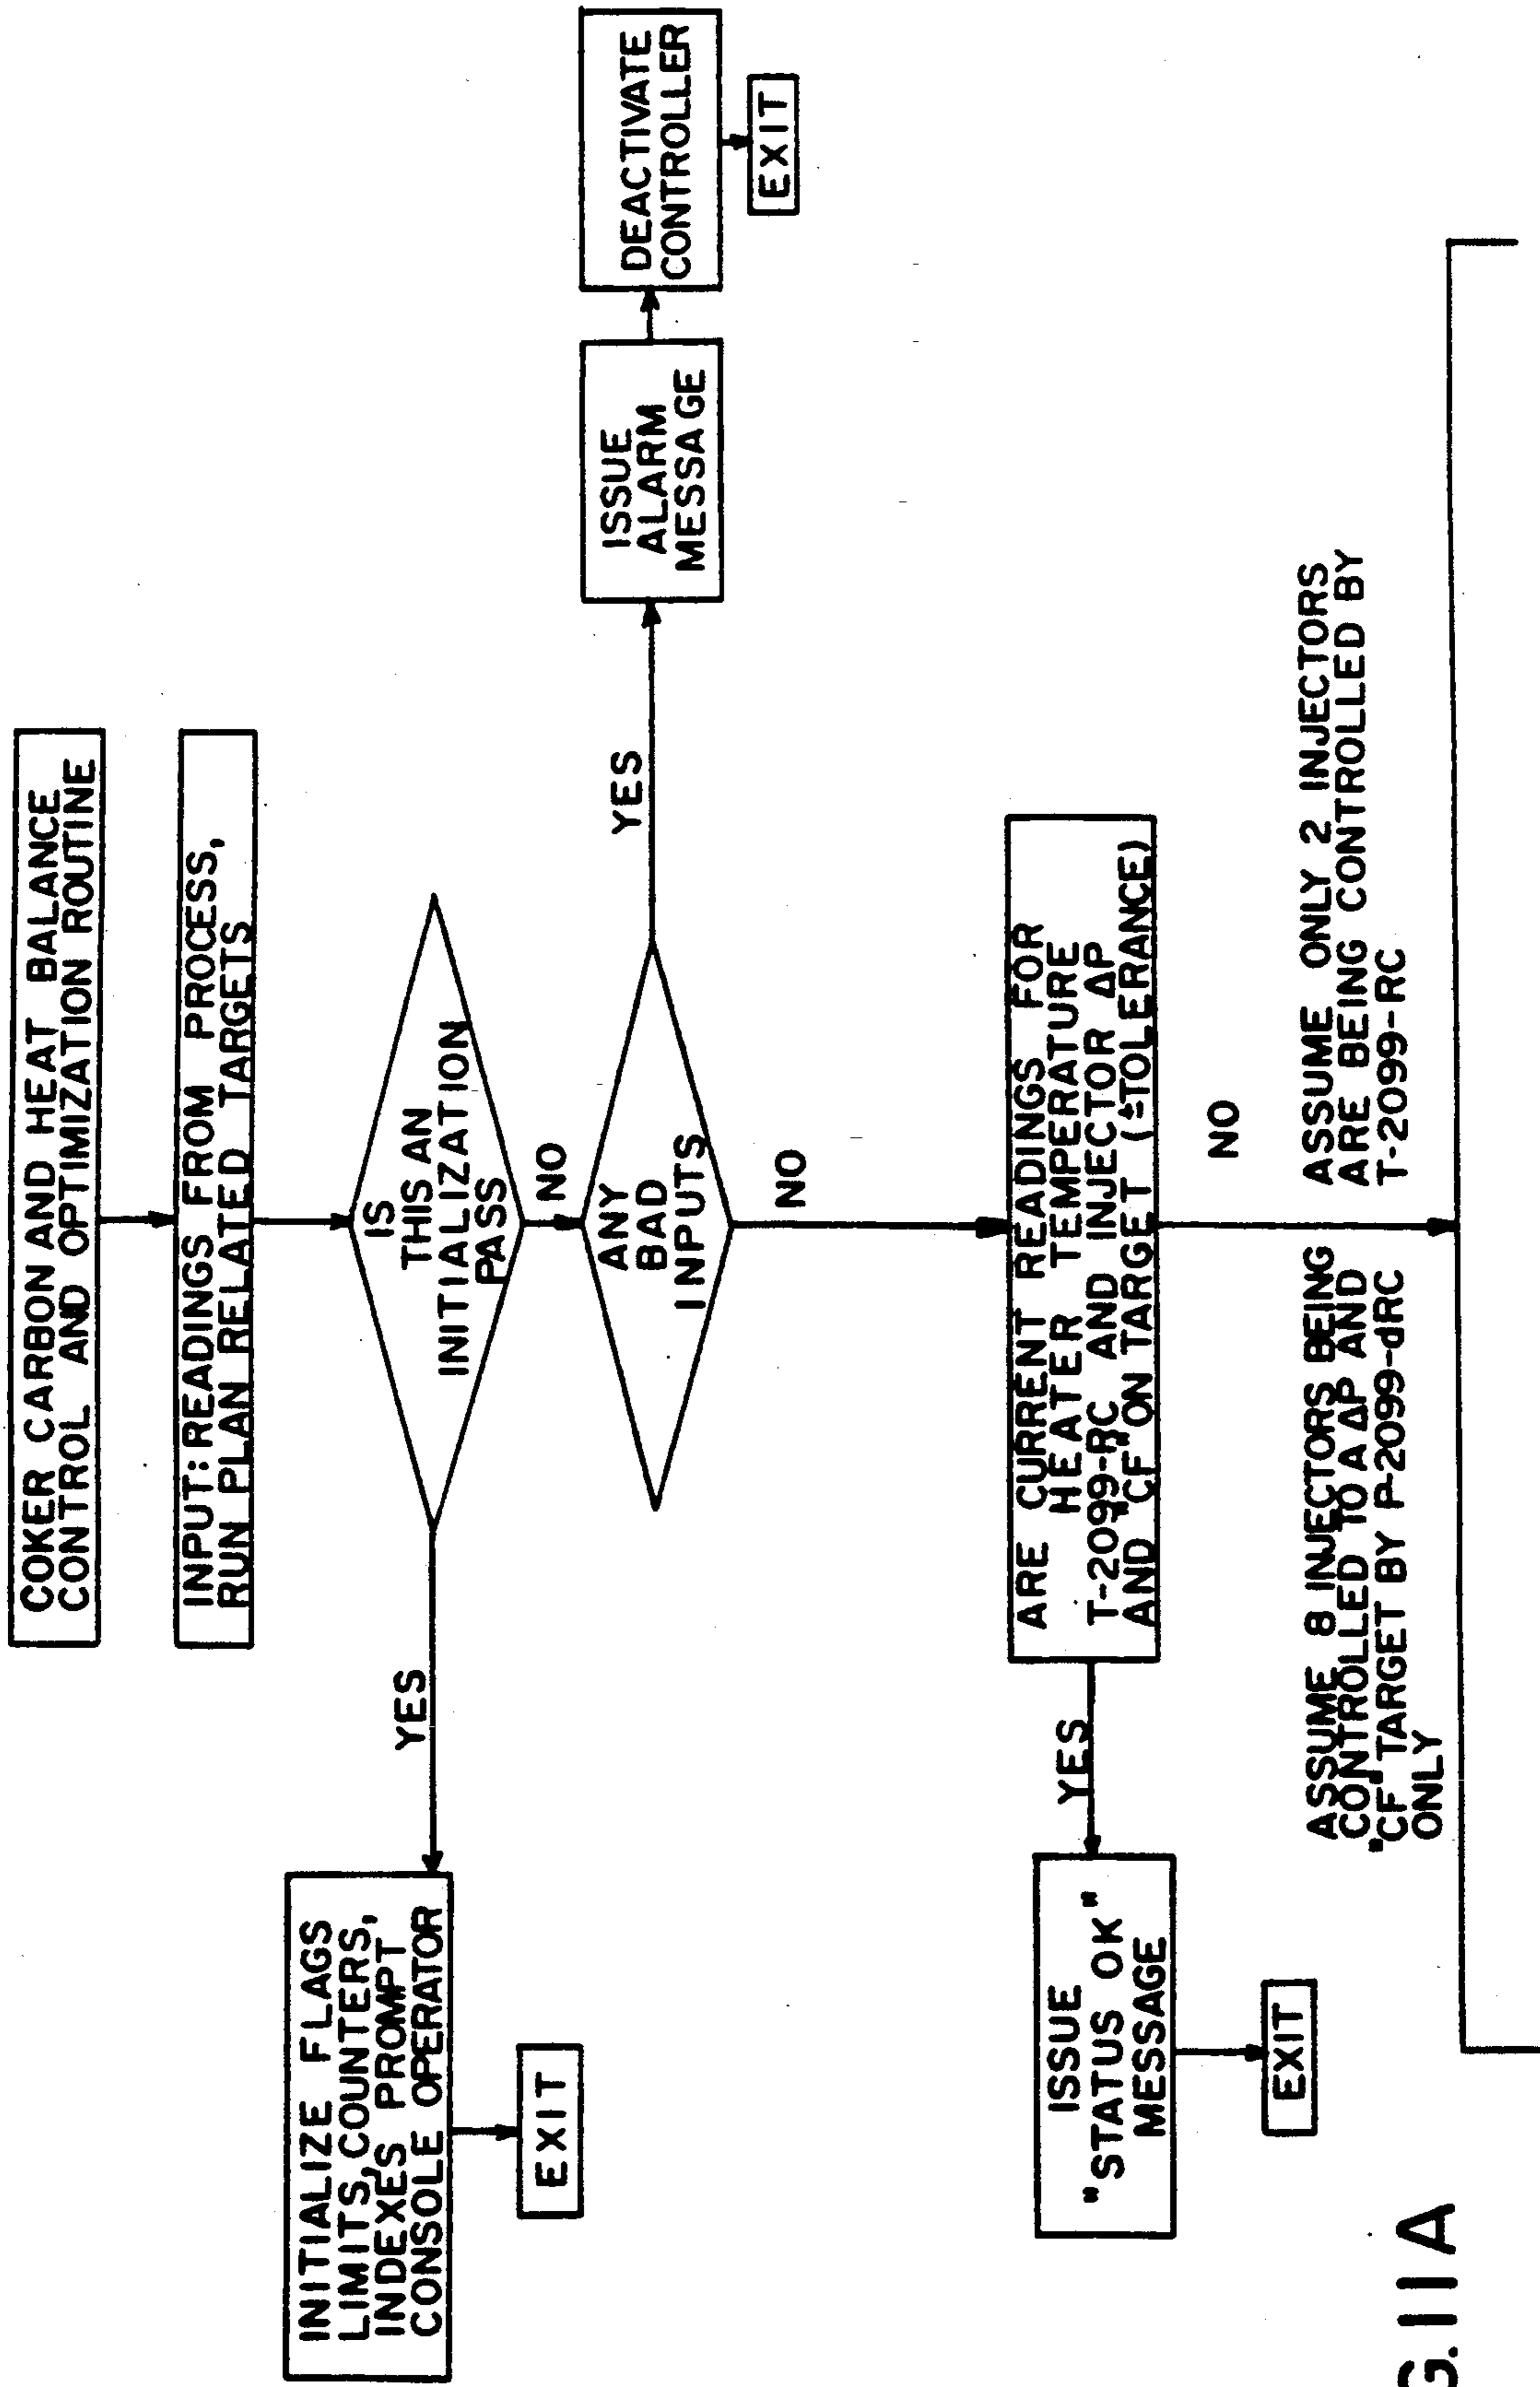 COKER CARBON AND HEAT BALANCE
CONTROL AND OPTIMIZATION ROUTINE
INPUT: READINGS FROM PROCESS,
RUN PLAN RELATED TARGETS
IS
THIS AN
INITIALIZATION
PASS
YES
INITIALIZE FLAGS
LIMITS, COUNTERS,
INDEXES, PROMPT
CONSOLE OPERATOR
EXIT
NO
ANY
BAD
INPUTS
YES
ISSUE
ALARM
MESSAGE
DEACTIVATE
CONTROLLER
EXIT
NO
ARE CURRENT READINGS FOR
HEATER TEMPERATURE
T-2099-RC AND INJECTOR ΔP
AND "CF" ON TARGET (±TOLERANCE)
YES
ISSUE
"STATUS OK"
MESSAGE
EXIT
NO
ASSUME 8 INJECTORS BEING
CONTROLLED TO A ΔP AND
"CF" TARGET BY P-2099-dRC
ONLY
ASSUME ONLY 2 INJECTORS
ARE BEING CONTROLLED BY
T-2099-RC
G. 11A